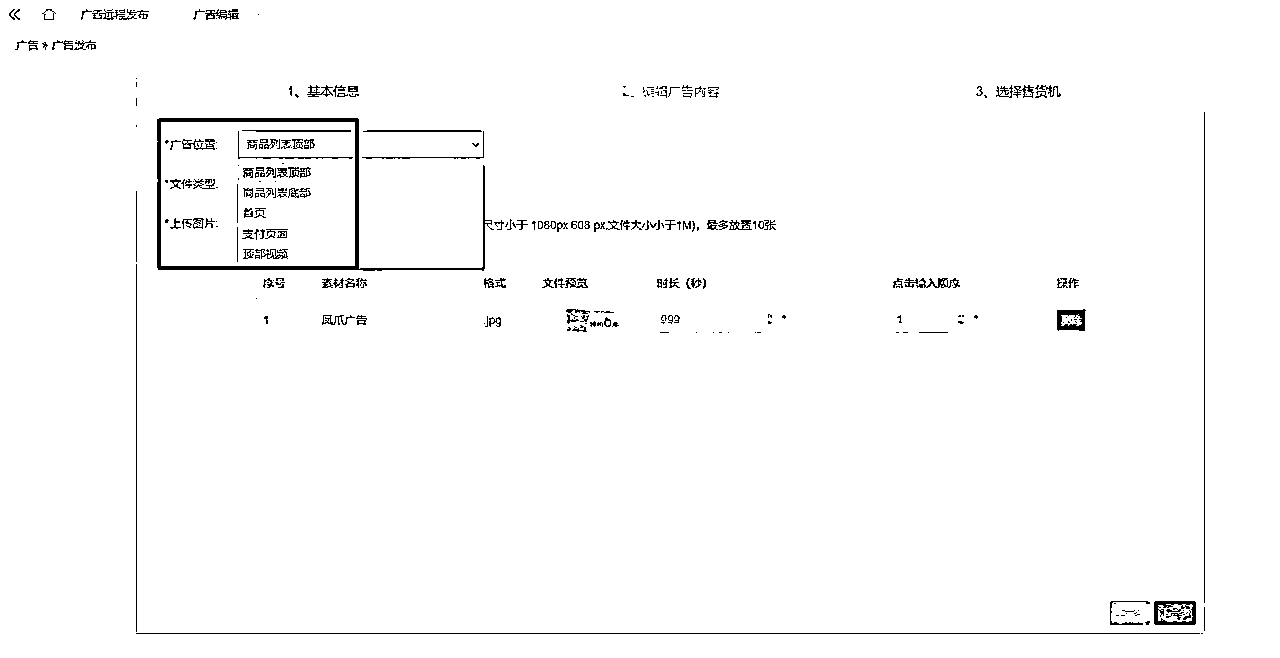 广告远程发布 广告编辑
广告 » 广告发布
1、基本信息 2、编辑广告内容 3、选择售货机
*广告位置: 商品列表顶部
商品列表顶部
*文件类型:
商品列表底部
首页
*上传图片: 尺寸小于 1080px 608 px,文件大小小于1M)，最多放置10张
支付页面
顶部视频
序号 素材名称 格式 文件预览 时长（秒） 点击输入顺序 操作
1 凤爪广告 .jpg 999 * 1 * 删除